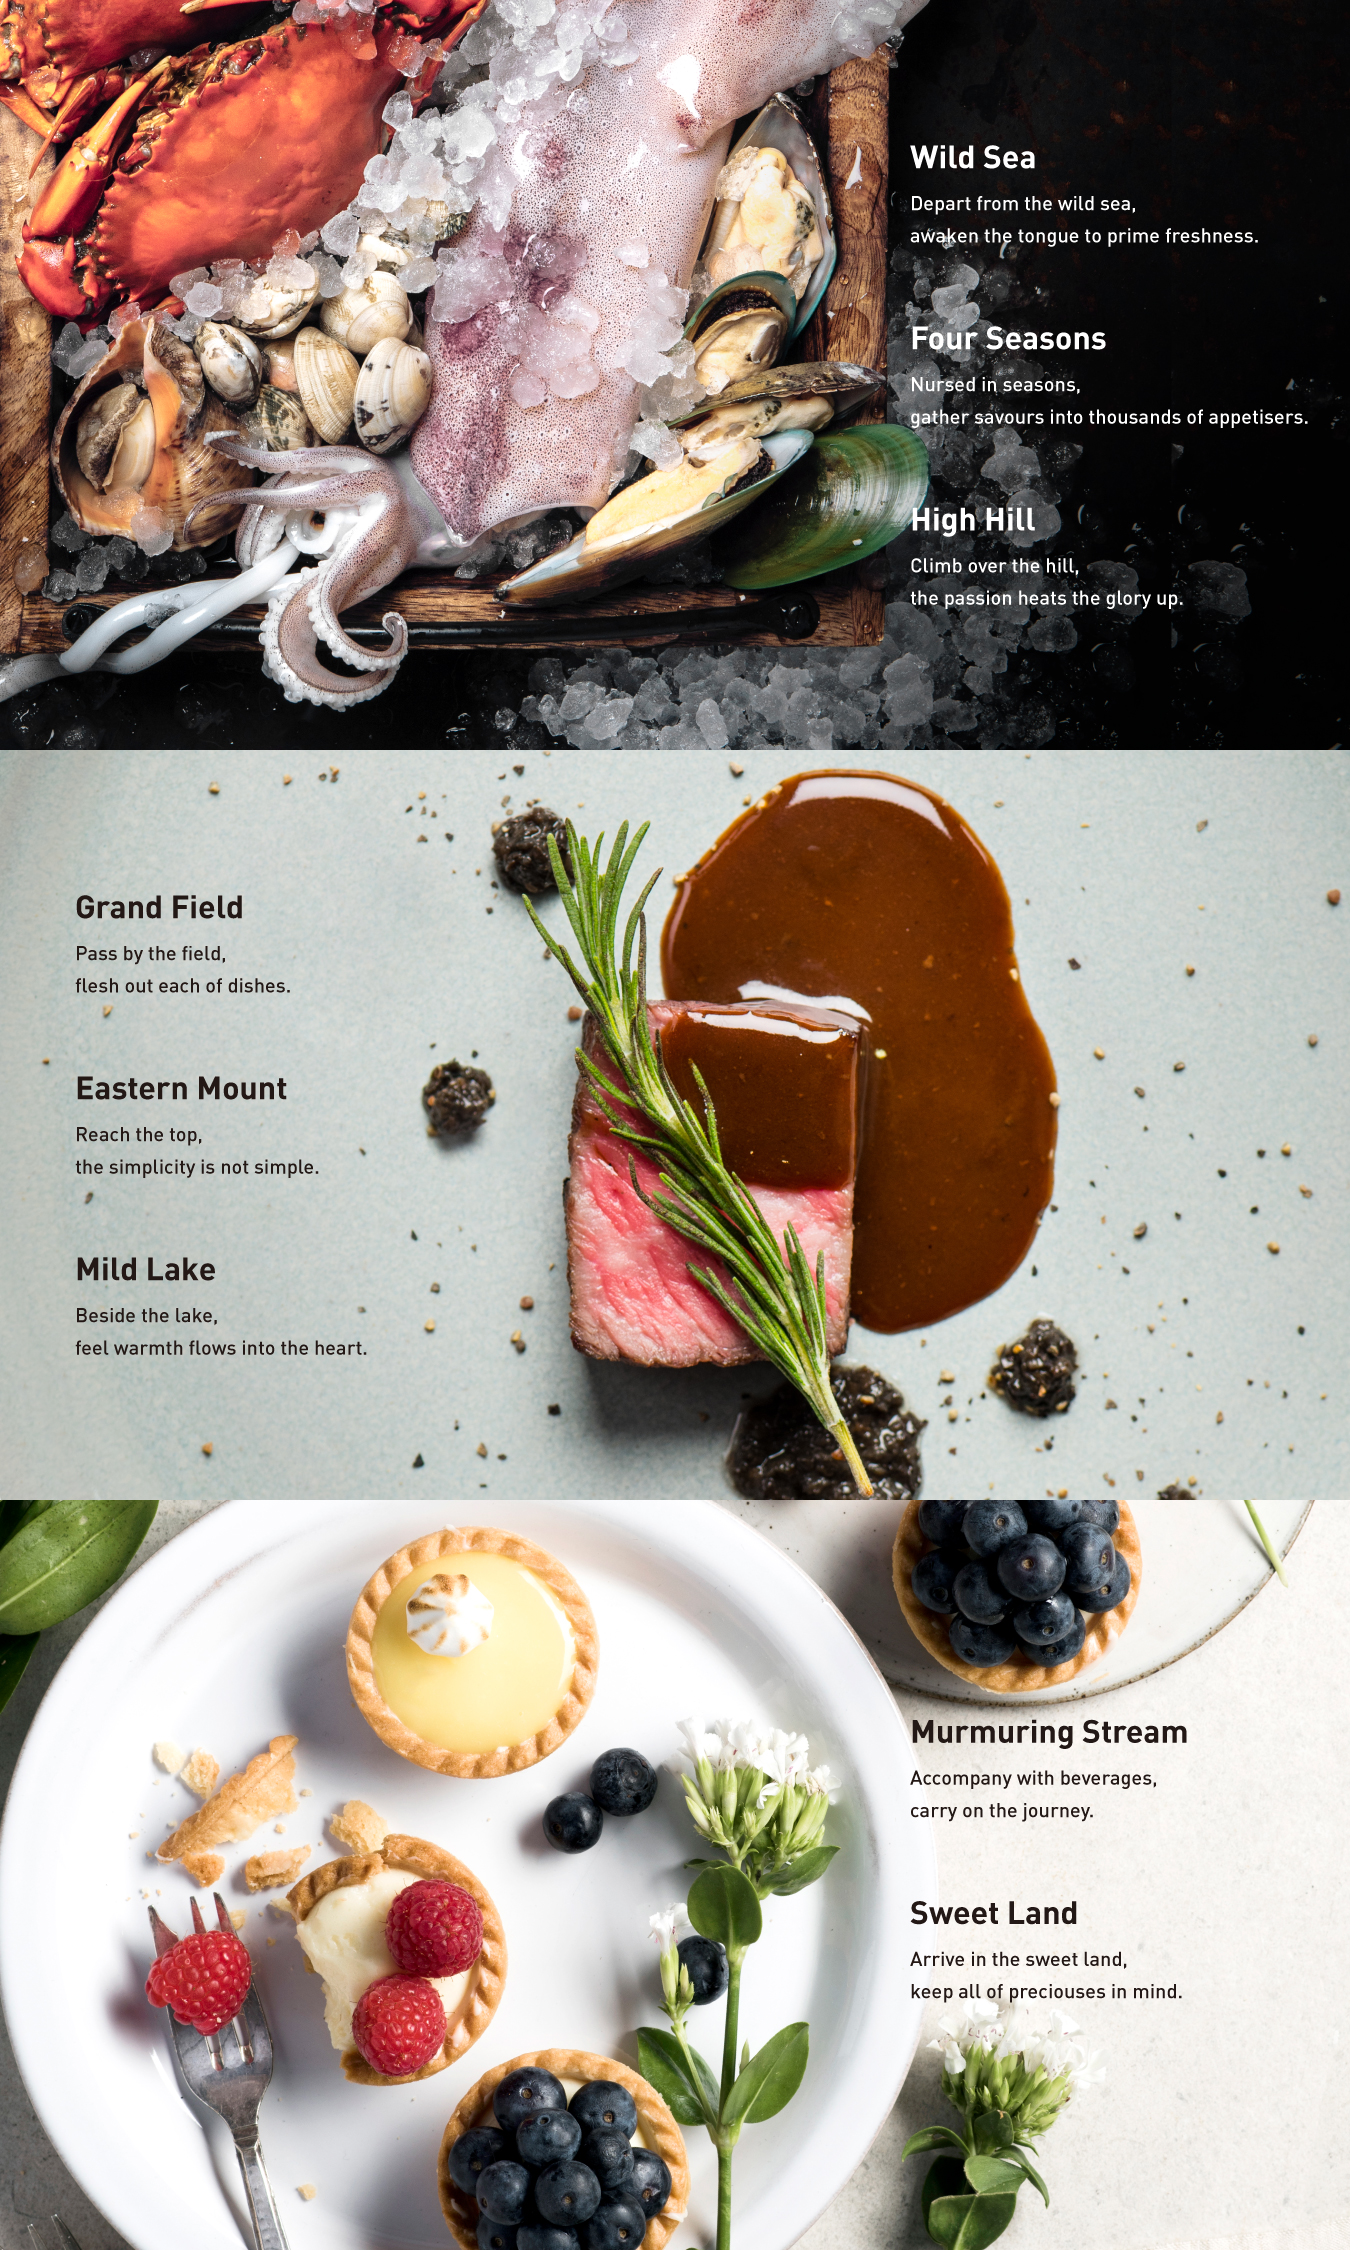 Wild Sea
Depart from the wild sea,
awaken the tongue to prime freshness.
Four Seasons
Nursed in seasons,
gather savours into thousands of appetisers.
High Hill
Climb over the hill,
the passion heats the glory up.
Grand Field
Pass by the field,
flesh out each of dishes.
Eastern Mount
Reach the top,
the simplicity is not simple.
Mild Lake
Beside the lake,
feel warmth flows into the heart.
Murmuring Stream
Accompany with beverages,
carry on the journey.
Sweet Land
Arrive in the sweet land,
keep all of preciouses in mind.